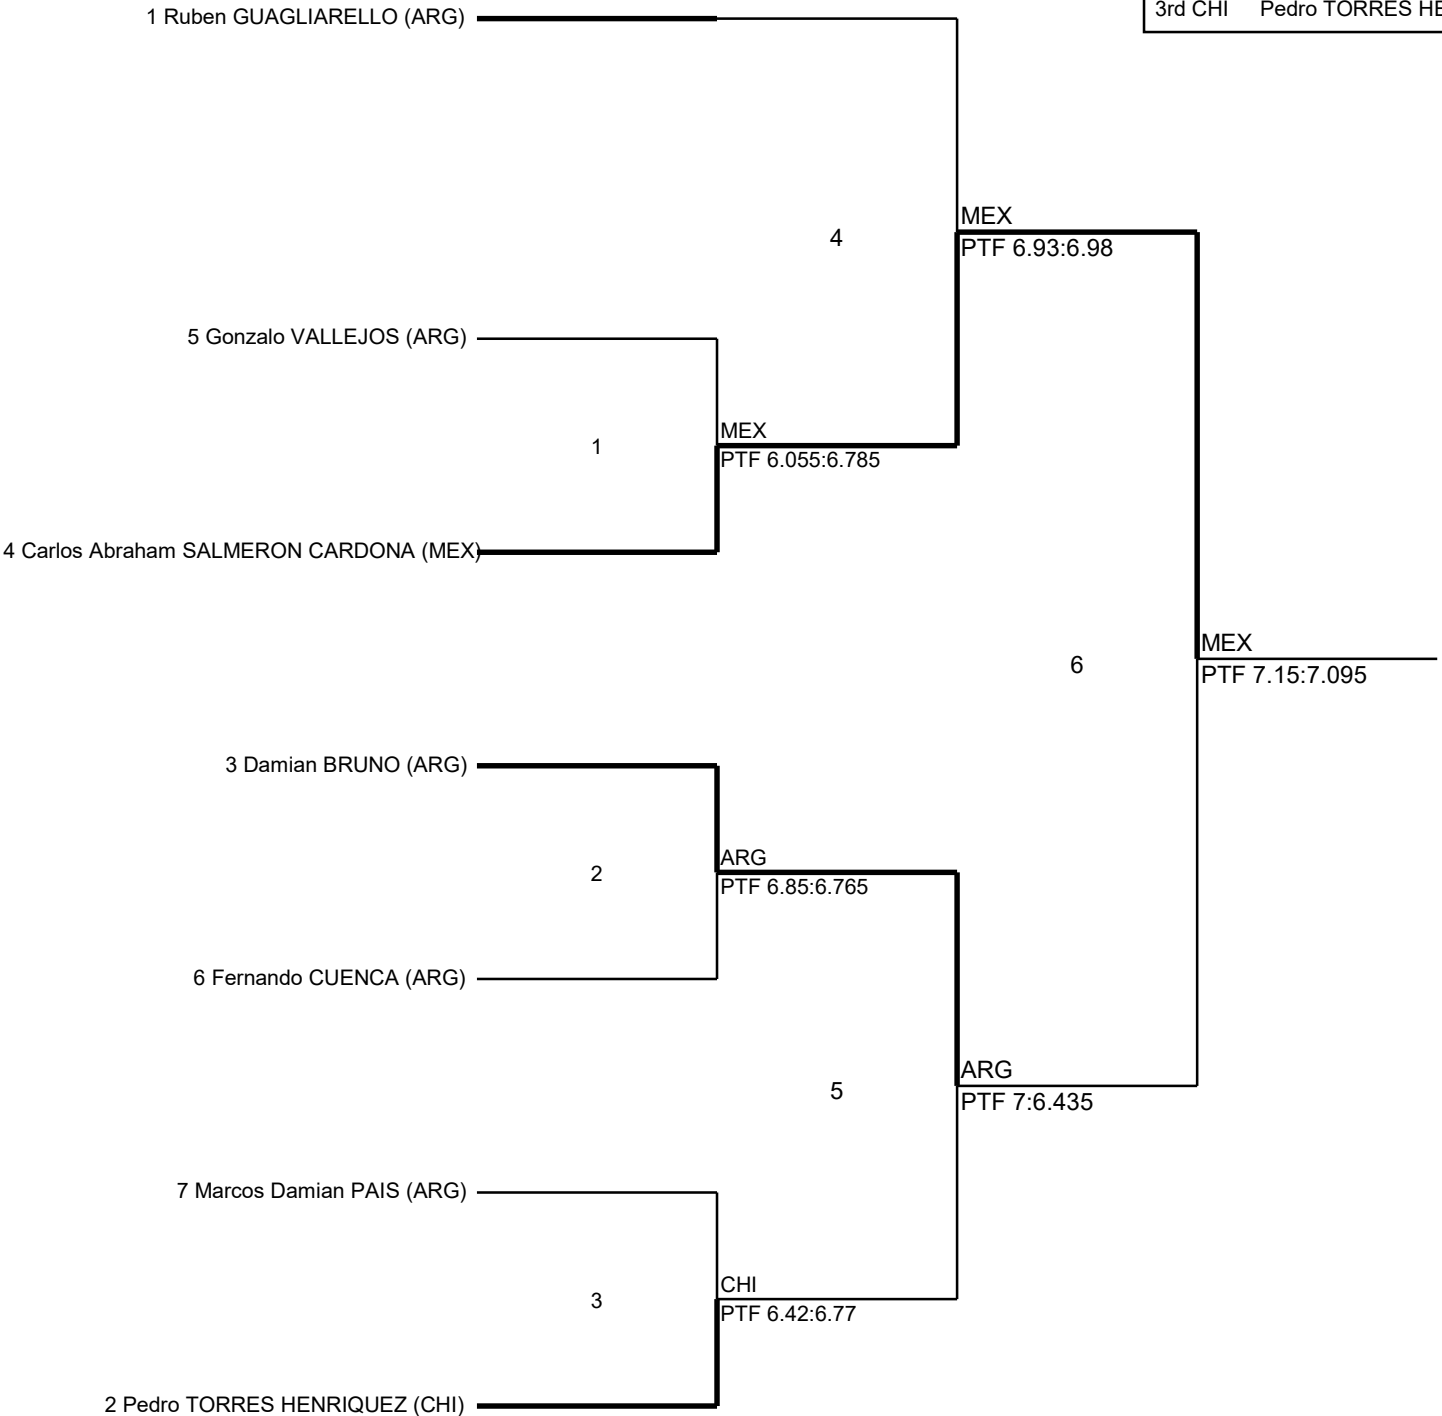 1 Ruben GUAGLIARELLO (ARG)
3rd CHI Pedro TORRES
MEX
4
PTF 6.93:6.98
5 Gonzalo VALLEJOS (ARG)
MEX
1
PTF 6.055:6.785
4 Carlos Abraham SALMERON CARDONA (MEX)
MEX
6
PTF 7.15:7.095
3 Damian BRUNO (ARG)
ARG
2
PTF 6.85:6.765
6 Fernando CUENCA (ARG)
ARG
5
PTF 7:6.435
7 Marcos Damian PAIS (ARG)
CHI
3
PTF 6.42:6.77
2 Pedro TORRES HENRIQUEZ (CHI)